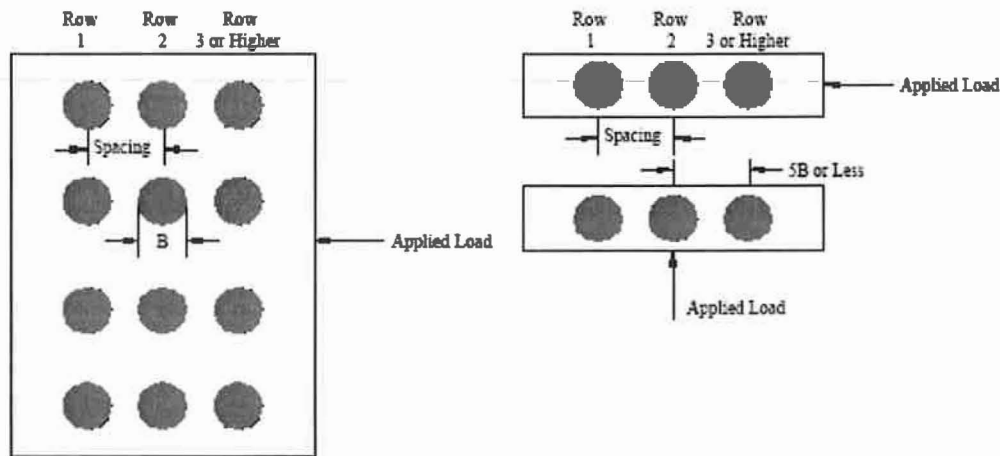 Row Row Row
1 2 3 or Higher
Spacing
B
Applied Load
Row Row Row
1 2 3 or Higher
Applied Load
Spacing
5B or Less
Applied Load